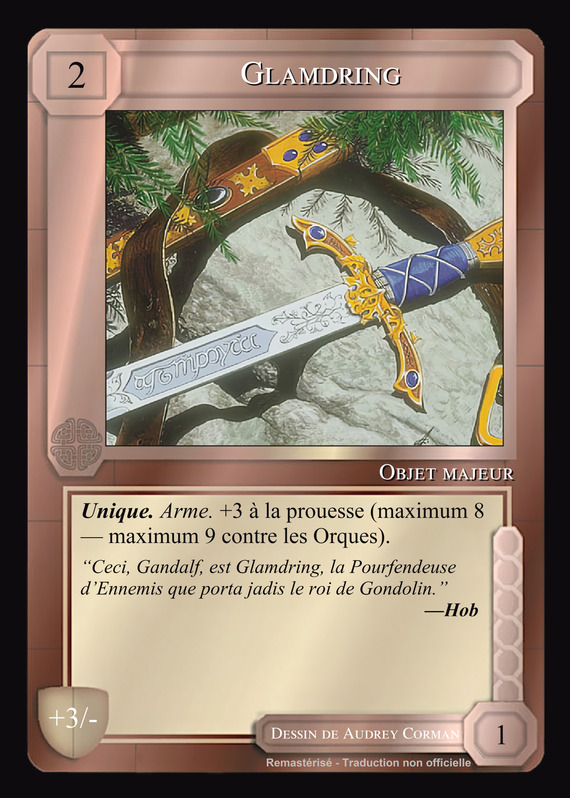 2
GLAMDRING
OBJET MAJEUR
Unique. Arme. +3 à la prouesse (maximum 8
— maximum 9 contre les Orques).
“Ceci, Gandalf, est Glamdring, la Pourfendeuse
d’Ennemis que porta jadis le roi de Gondolin.”
—Hob
+3/-
DESSIN DE AUDREY CORMAN
1
Remastérisé - Traduction non officielle